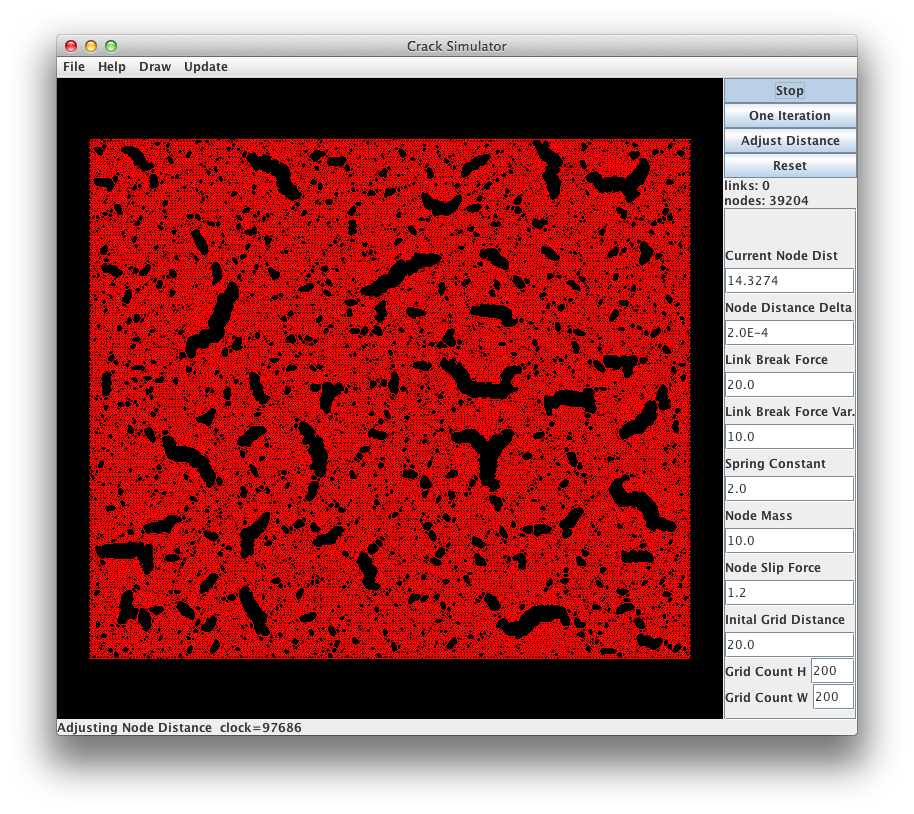 Crack Simulator
File Help Draw Update
Stop
One Iteration
Adjust Distance
Reset
links: 0
nodes: 39204
Current Node Dist
14.3274
Node Distance Delta
2.0E-4
Link Break Force
20.0
Link Break Force Var.
10.0
Spring Constant
2.0
Node Mass
10.0
Node Slip Force
1.2
Inital Grid Distance
20.0
Grid Count H 200
Grid Count W 200
Adjusting Node Distance clock=97686